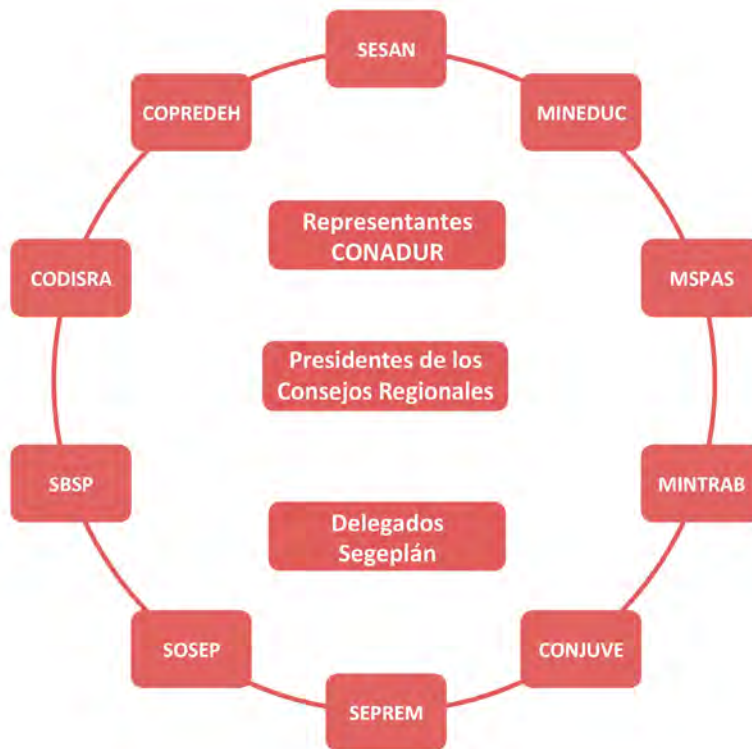 SESAN
COPREDEH
MINEDUC
Representantes
CONADUR
CODISRA
MSPAS
Presidentes de los
Consejos Regionales
SBSP
MINTRAB
Delegados
Segeplán
SOSEP
CONJUVE
SEPREM